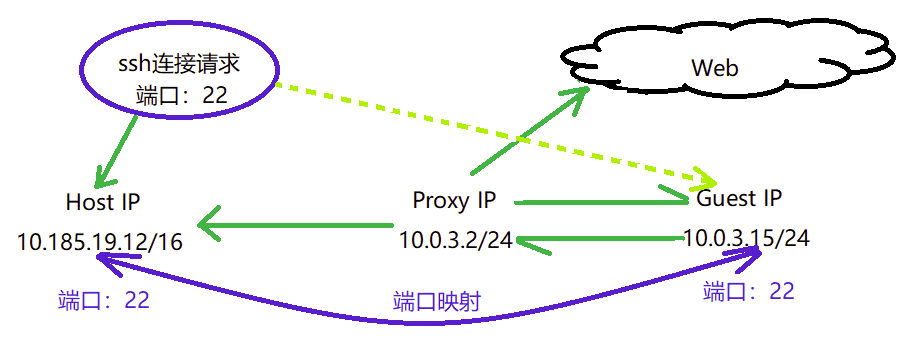 ssh连接请求
端口：22
Web
Host IP
10.185.19.12/16
端口：22
Proxy IP
10.0.3.2/24
端口映射
Guest IP
10.0.3.15/24
端口：22